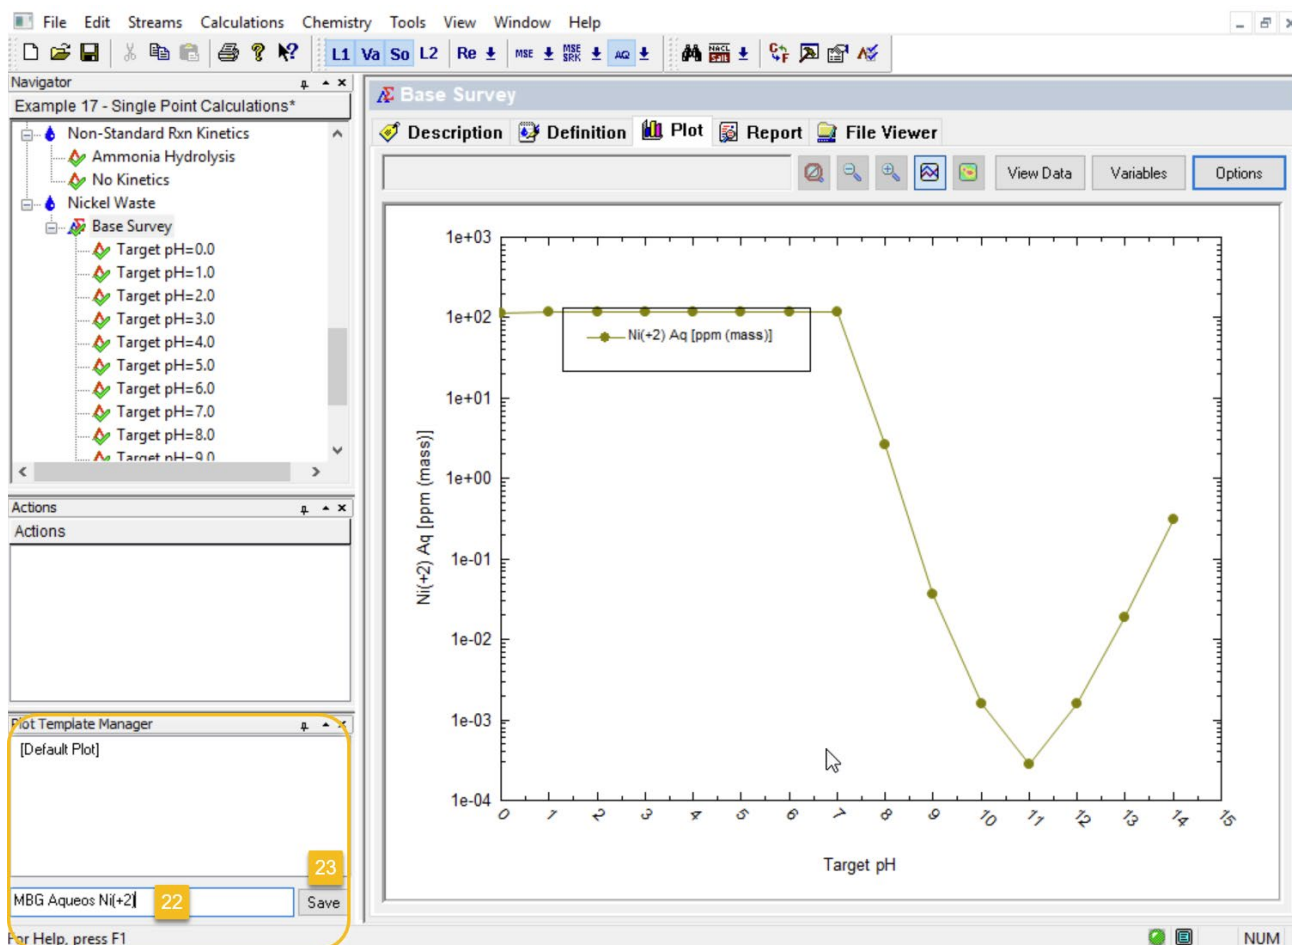 File Edit Streams Calculations Chemistry Tools View Window Help
L1 Va So L2 Re MSE MSE SRK AQ
Navigator
Example 17 - Single Point Calculations*
Non-Standard Rxn Kinetics
Ammonia Hydrolysis
No Kinetics
Nickel Waste
Base Survey
Target pH=0.0
Target pH=1.0
Target pH=2.0
Target pH=3.0
Target pH=4.0
Target pH=5.0
Target pH=6.0
Target pH=7.0
Target pH=8.0
Target pH=9.0
Actions
Actions
Plot Template Manager
[Default Plot]
23
MBG Aqueos Ni(+2) 22 Save
For Help, press F1
Base Survey
Description Definition Plot Report File Viewer
View Data Variables Options
1e+03
1e+02
1e+01
1e+00
1e-01
1e-02
1e-03
1e-04
Ni(+2) Aq [ppm (mass)]
Ni(+2) Aq [ppm (mass)]
0 1 2 3 4 5 6 7 8 9 10 11 12 13 14 15
Target pH
NUM